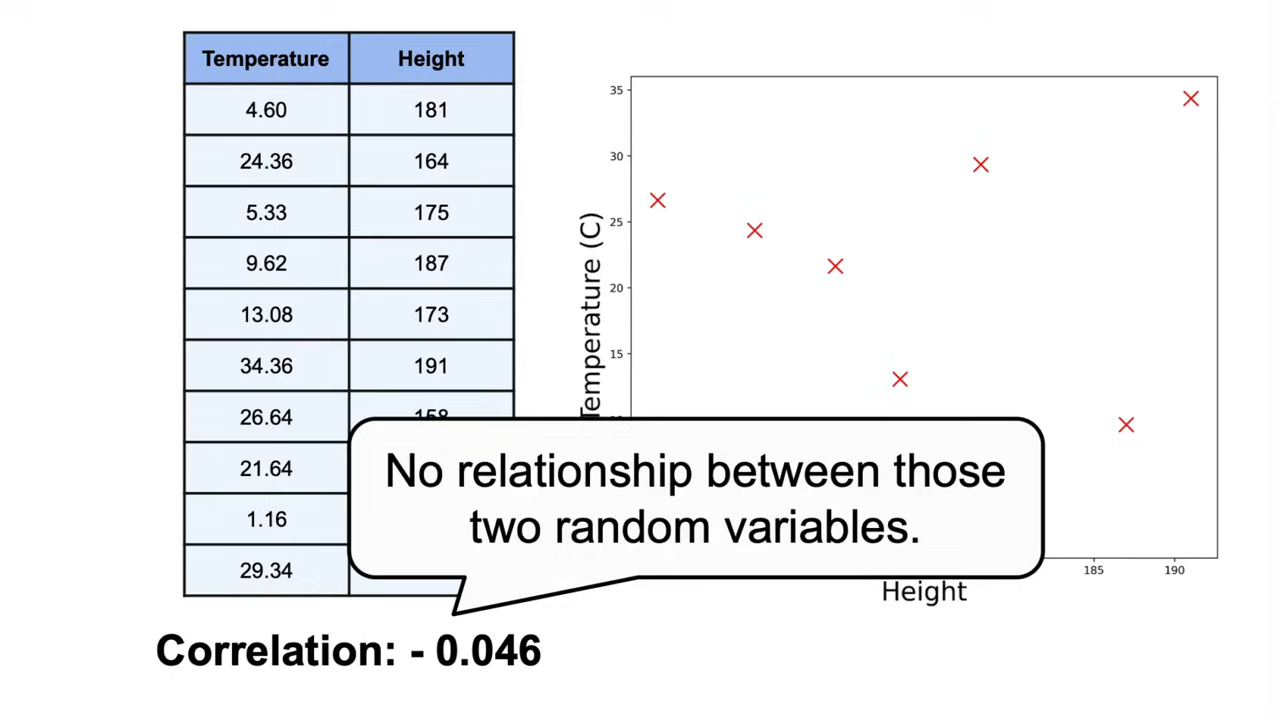 Temperature Height
4.60 181
24.36 164
5.33 175
9.62 187
13.08 173
34.36 191
26.64 158
21.64
1.16
29.34
35
30
25
20
15
Temperature (C)
185 190
Height
No relationship between those
two random variables.
Correlation: - 0.046